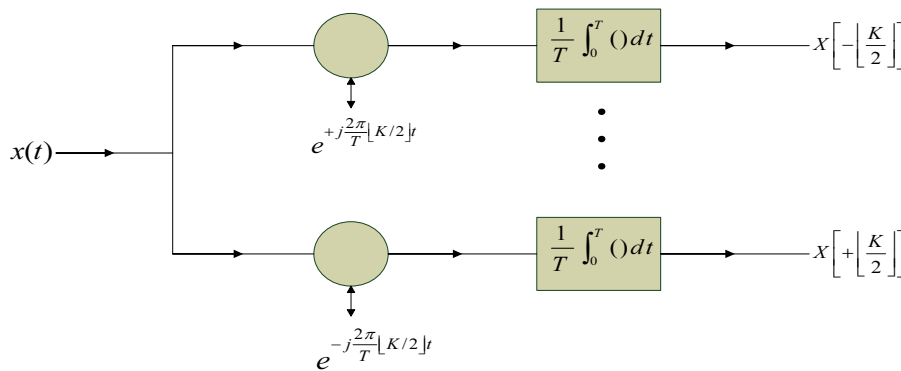 \frac{1}{T} \int_0^T () dt
X\left[-\left\lfloor \frac{K}{2} \right\rfloor\right]
e^{+j\frac{2\pi}{T}\lfloor K/2 \rfloor t}
x(t)
\frac{1}{T} \int_0^T () dt
X\left[+\left\lfloor \frac{K}{2} \right\rfloor\right]
e^{-j\frac{2\pi}{T}\lfloor K/2 \rfloor t}